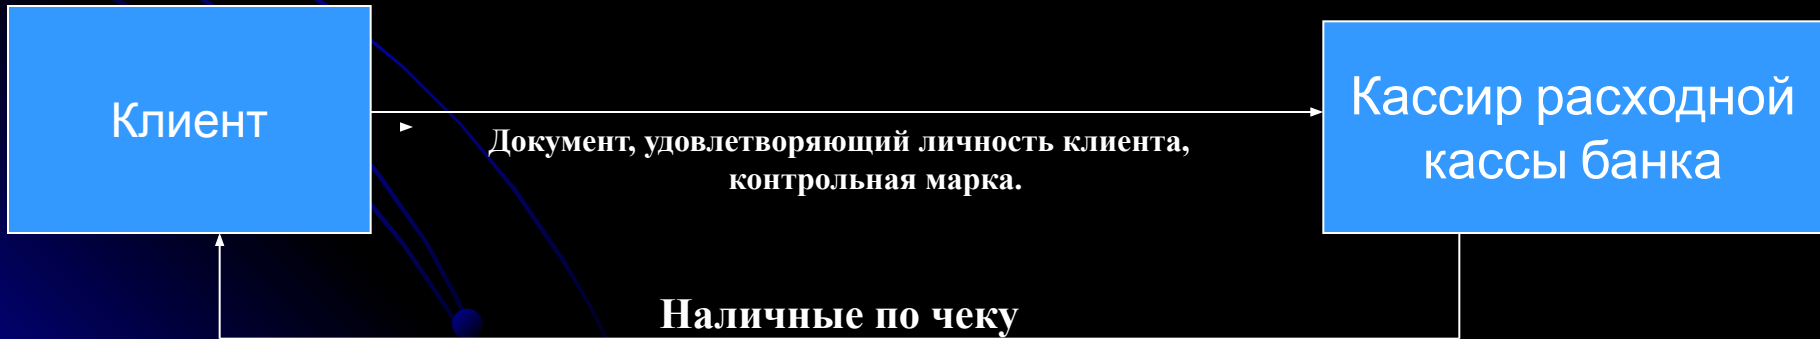 Клиент
Документ, удовлетворяющий личность клиента,
контрольная марка.
Кассир расходной
кассы банка
Наличные по чеку